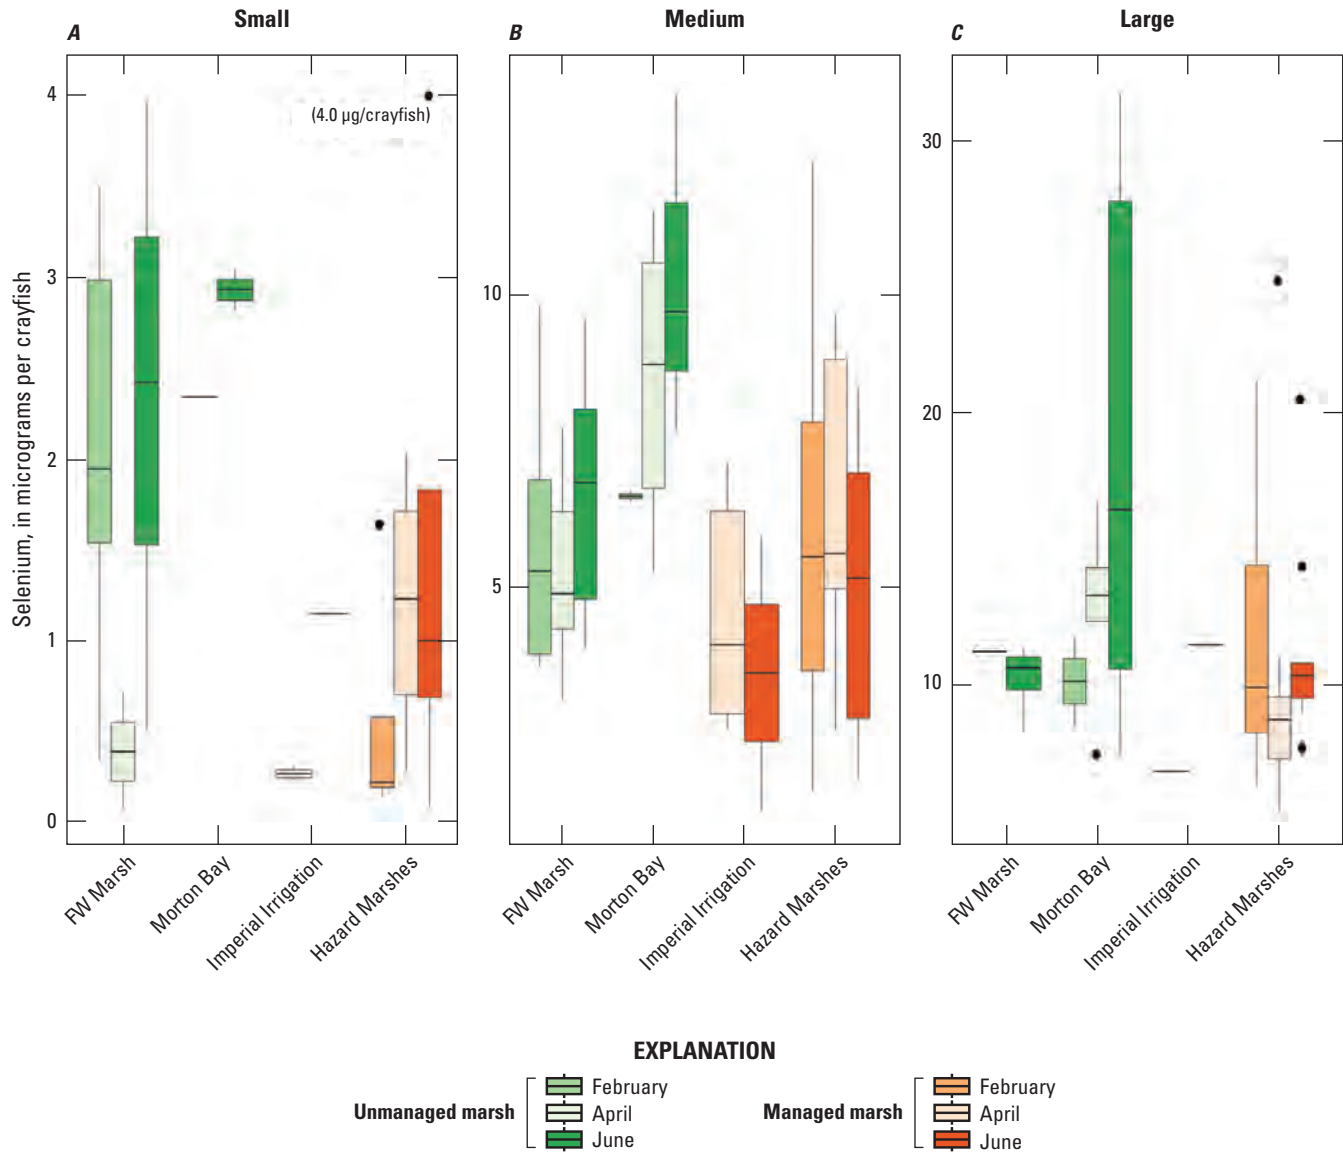 Small
Medium
Large
A
B
C
Selenium, in micrograms per crayfish
4
3
2
1
0
(4.0 µg/crayfish)
10
5
30
20
10
FW Marsh
Morton Bay
Imperial Irrigation
Hazard Marshes
FW Marsh
Morton Bay
Imperial Irrigation
Hazard Marshes
FW Marsh
Morton Bay
Imperial Irrigation
Hazard Marshes
EXPLANATION
Unmanaged marsh
February
April
June
Managed marsh
February
April
June